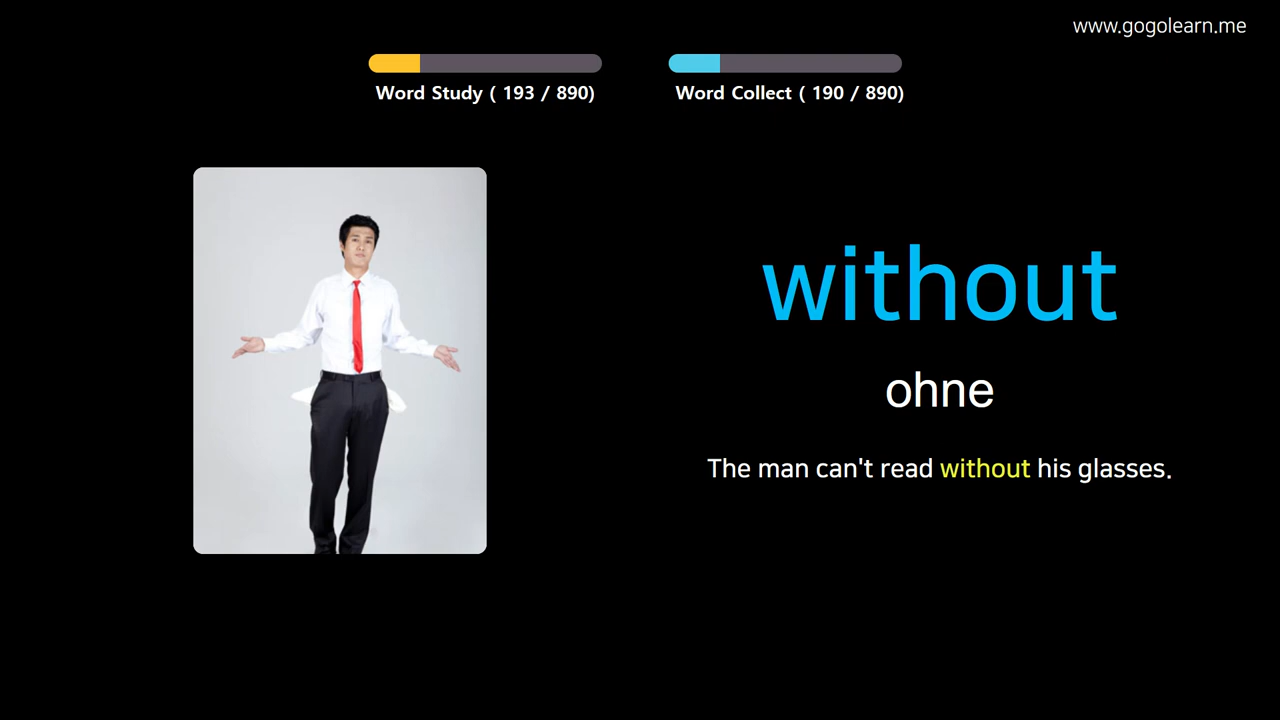 www.gogolearn.me
Word Study ( 193 / 890)
Word Collect ( 190 / 890)
without
ohne
The man can't read without his glasses.